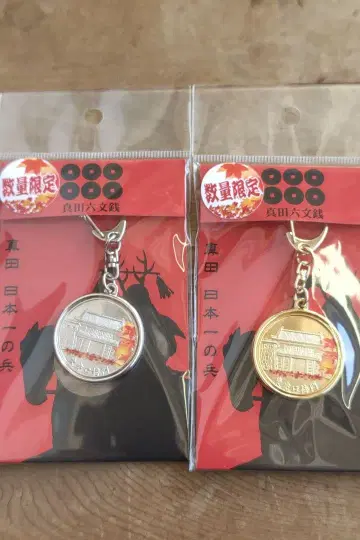 数量限定
真田六文銭
真田 日本一の兵
数量限定
真田六文銭
真田 日本一の兵